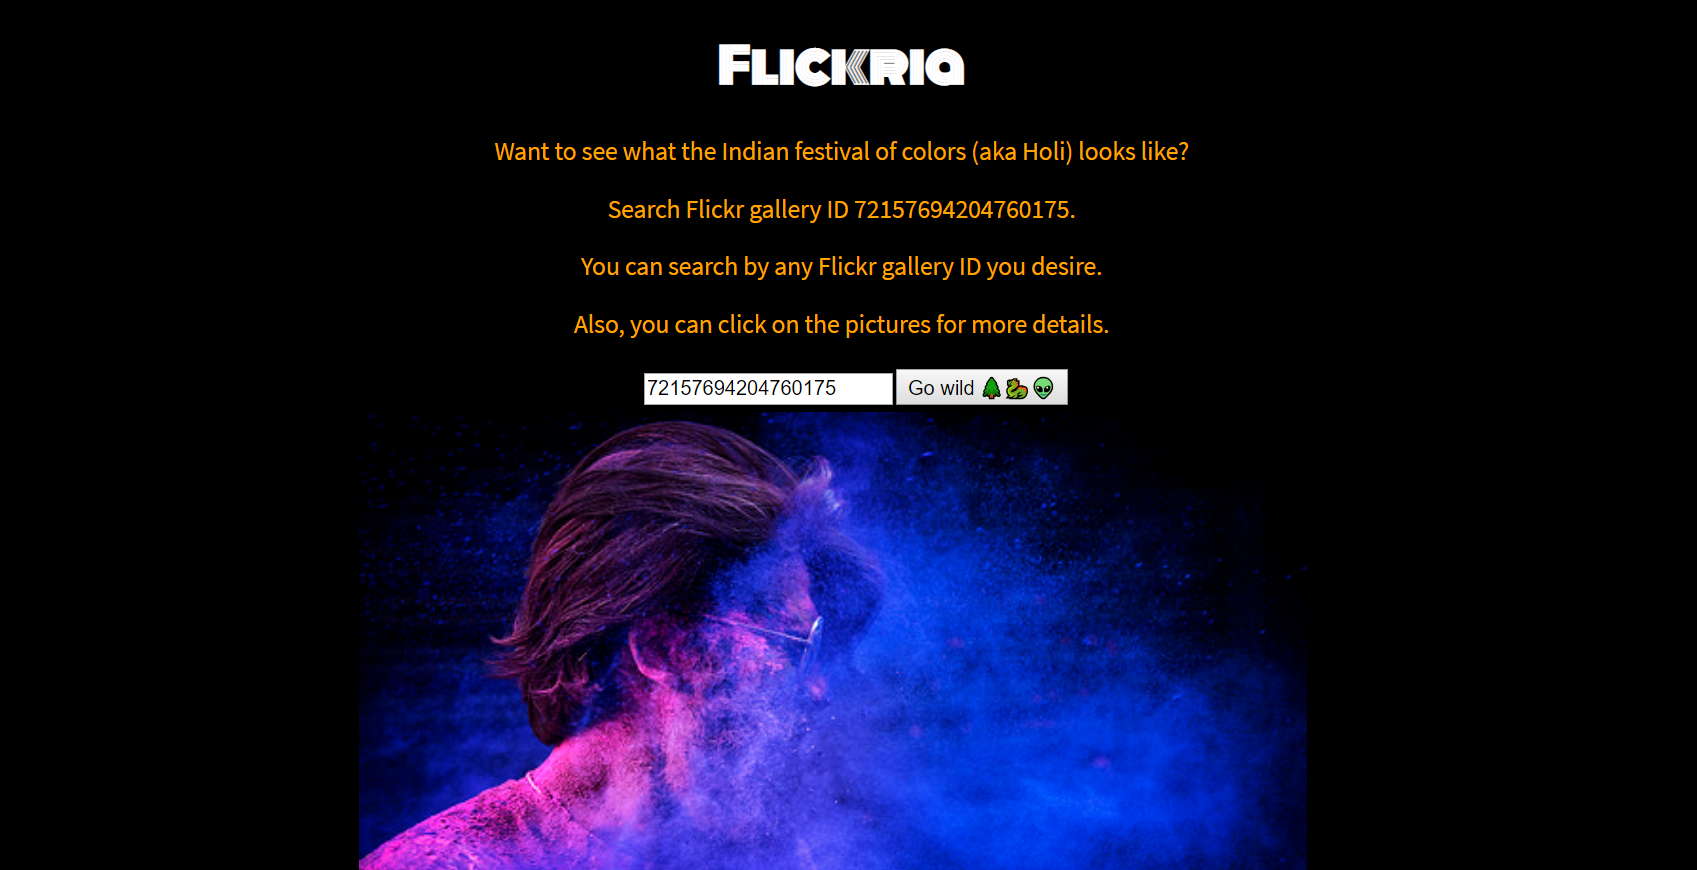 FLICKRIA
Want to see what the Indian festival of colors (aka Holi) looks like?
Search Flickr gallery ID 72157694204760175.
You can search by any Flickr gallery ID you desire.
Also, you can click on the pictures for more details.
72157694204760175 Go wild 🌲🐉👽